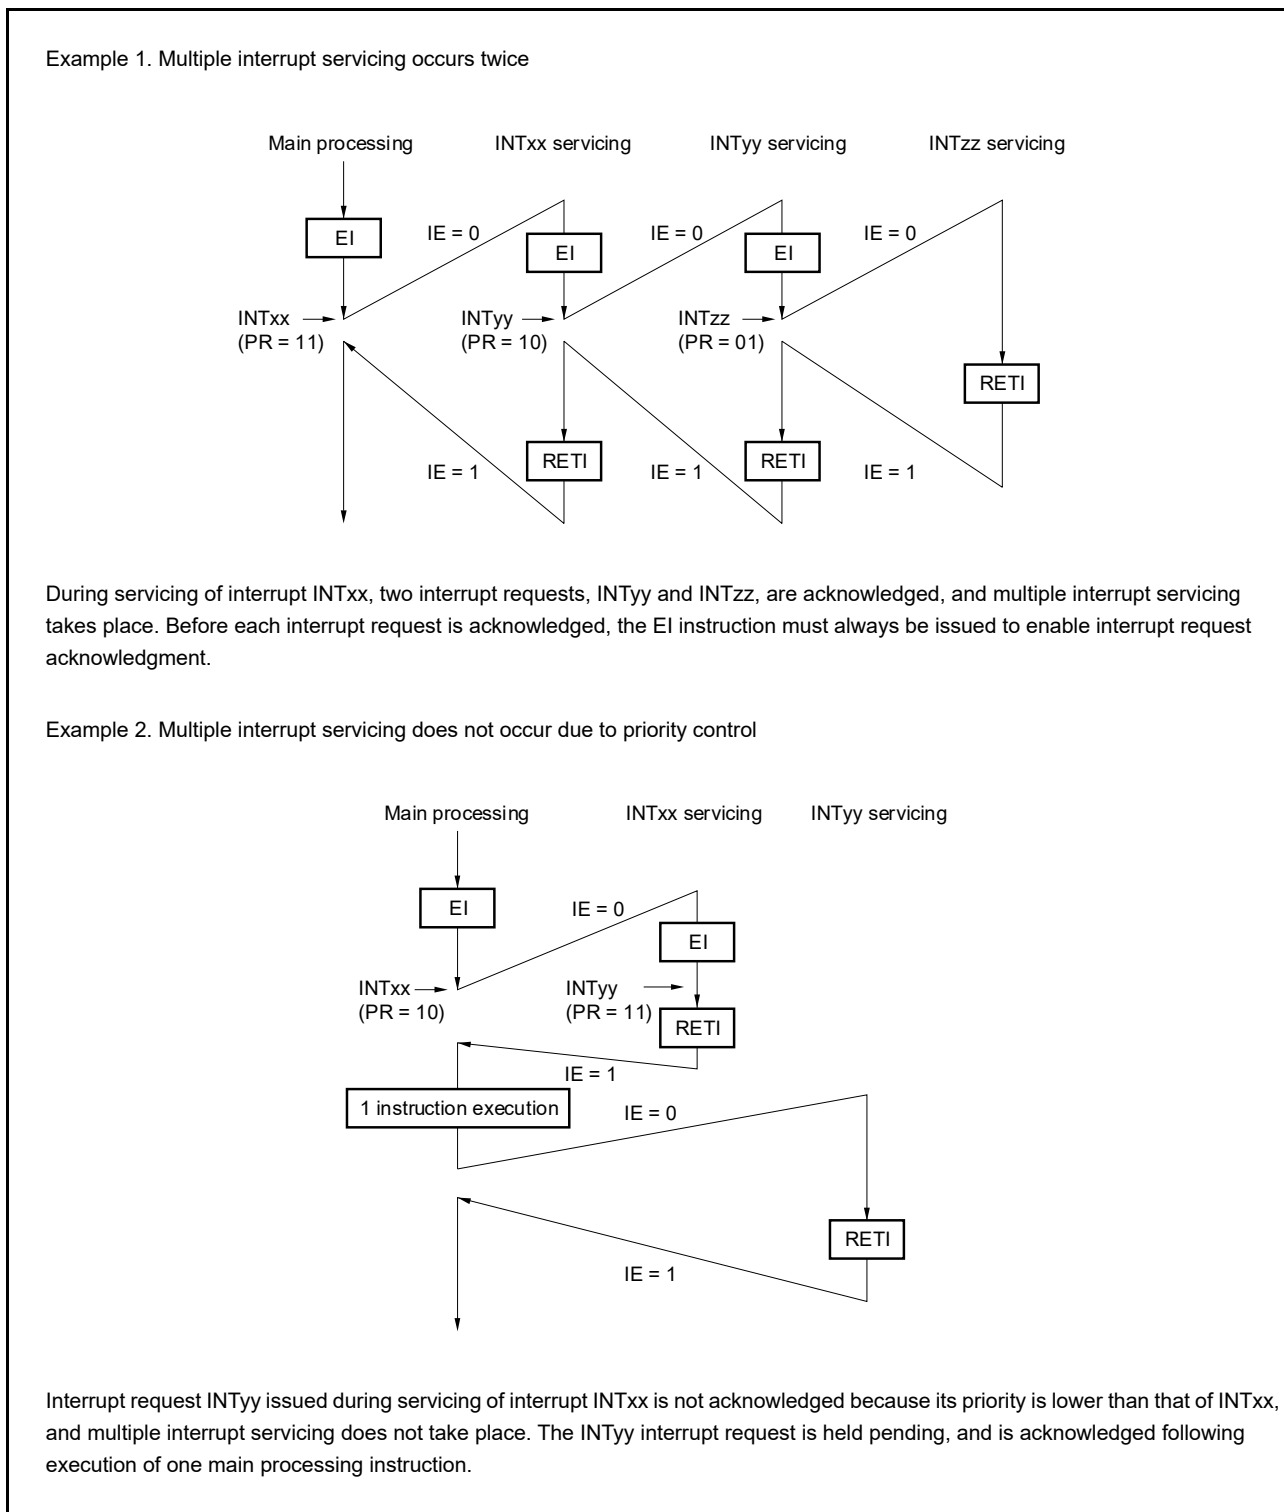 Example 1. Multiple interrupt servicing occurs twice
Main processing INTxx servicing INTyy servicing INTzz servicing
IE = 0 IE = 0 IE = 0
EI EI EI
INTxx INTyy INTzz
(PR = 11) (PR = 10) (PR = 01)
RETI
RETI RETI
IE = 1 IE = 1 IE = 1
During servicing of interrupt INTxx, two interrupt requests, INTyy and INTzz, are acknowledged, and multiple interrupt servicing
takes place. Before each interrupt request is acknowledged, the EI instruction must always be issued to enable interrupt request
acknowledgment.
Example 2. Multiple interrupt servicing does not occur due to priority control
Main processing INTxx servicing INTyy servicing
EI IE = 0
EI
INTxx INTyy
(PR = 10) (PR = 11)
RETI
IE = 1
1 instruction execution IE = 0
RETI
IE = 1
Interrupt request INTyy issued during servicing of interrupt INTxx is not acknowledged because its priority is lower than that of INTxx,
and multiple interrupt servicing does not take place. The INTyy interrupt request is held pending, and is acknowledged following
execution of one main processing instruction.